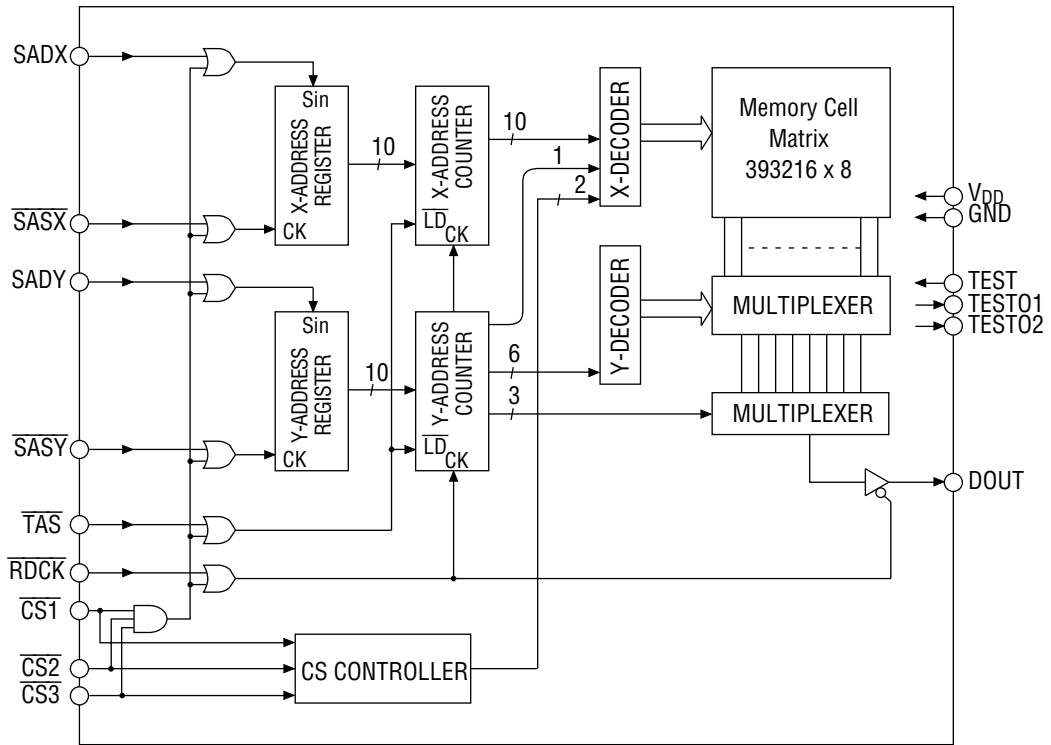 SADX
Sin
X-ADDRESS
REGISTER
CK
10
X-ADDRESS
COUNTER
LD
CK
10
1
2
X-DECODER
Memory Cell
Matrix
393216 x 8
SASX
VDD
GND
SADY
Sin
Y-ADDRESS
REGISTER
CK
10
Y-ADDRESS
COUNTER
LD
CK
6
3
Y-DECODER
MULTIPLEXER
MULTIPLEXER
TEST
TESTO1
TESTO2
SASY
DOUT
TAS
RDCK
CS1
CS2
CS3
CS CONTROLLER